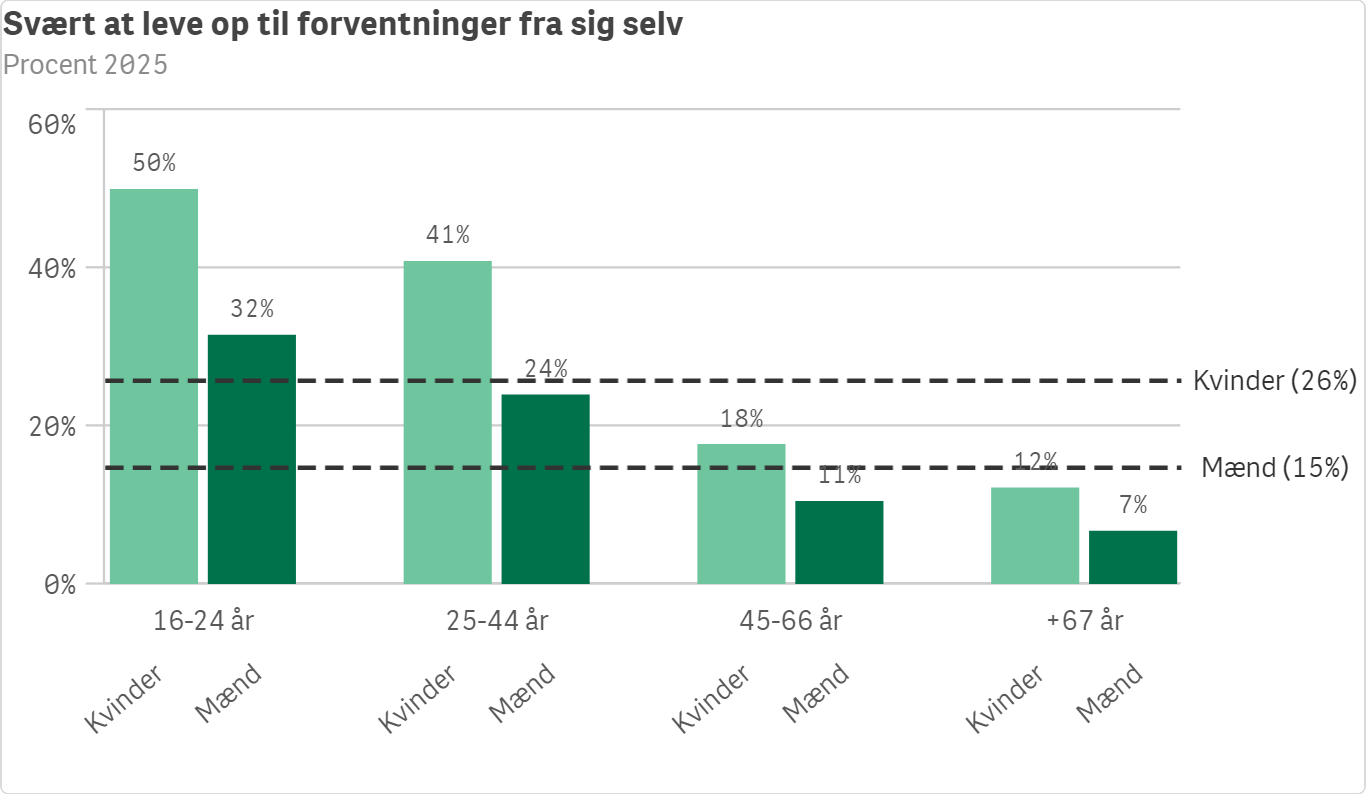 Svært at leve op til forventninger fra sig selv
Procent 2025
60%
50%
41%
40%
32%
24%
Kvinder (26%)
20%
18%
12%
Mænd (15%)
11%
7%
0%
16-24 år
25-44 år
45-66 år
+67 år
Kvinder
Mænd
Kvinder
Mænd
Kvinder
Mænd
Kvinder
Mænd